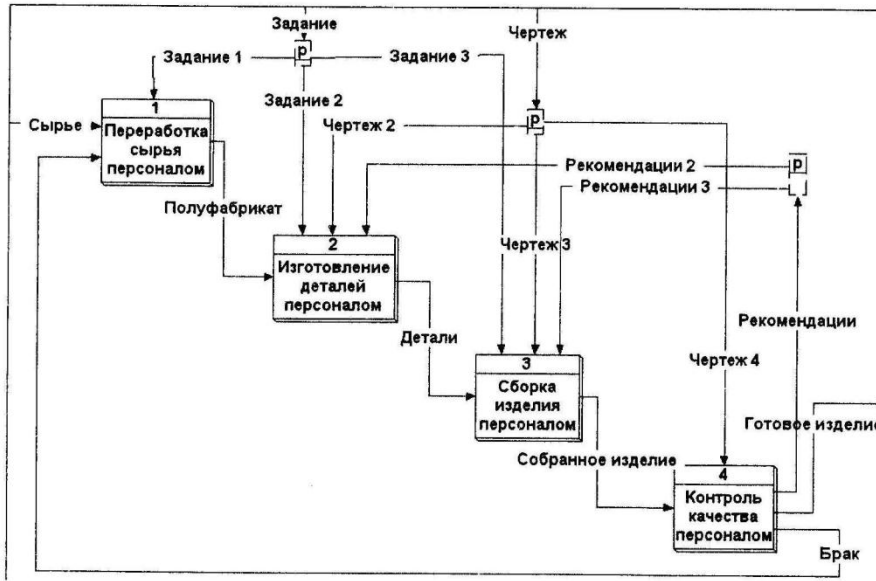 Задание
Чертеж
Задание 1
р
Задание 3
Задание 2
1
Переработка
сырья
персоналом
Сырье
Чертеж 2
р
Рекомендации 2
р
Рекомендации 3
Полуфабрикат
2
Изготовление
деталей
персоналом
Чертеж 3
Рекомендации
Детали
Чертеж 4
3
Сборка
изделия
персоналом
Готовое изделие
Собранное изделие
4
Контроль
качества
персоналом
Брак